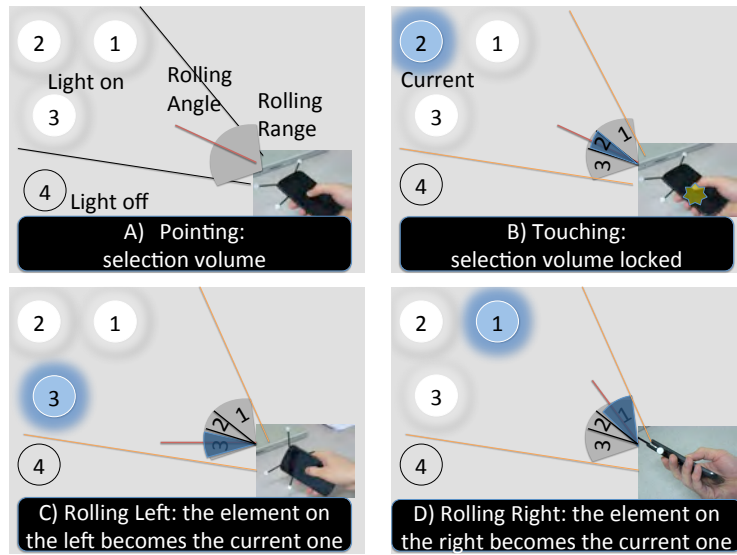 2
1
Light on
Rolling
Angle
Rolling
Range
3
4
Light off
A) Pointing:
selection volume
2
1
Current
3
1
2
3
4
B) Touching:
selection volume locked
2
1
3
1
2
3
4
C) Rolling Left: the element on
the left becomes the current one
2
1
3
1
2
3
4
D) Rolling Right: the element on
the right becomes the current one